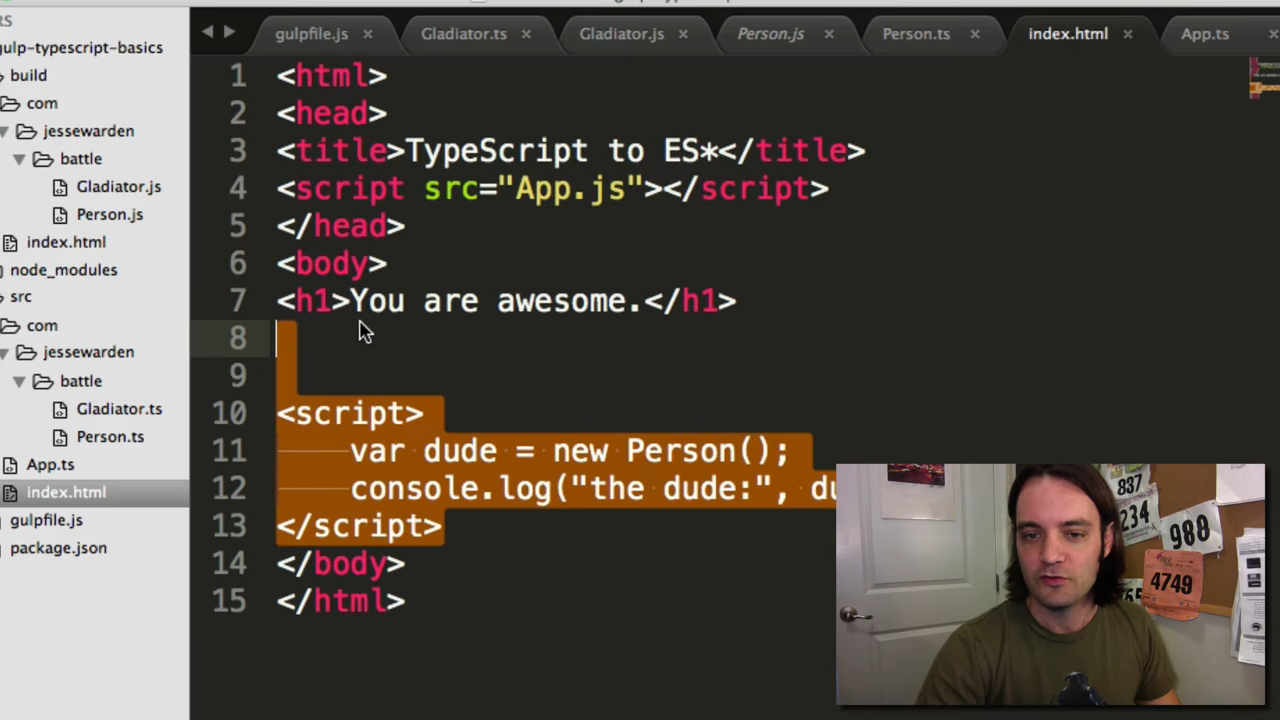 gulpfile.js ×
Gladiator.ts ×
Gladiator.js ×
Person.js ×
Person.ts ×
index.html ×
App.ts ×
gulp-typescript-basics
build
com
jessewarden
battle
Gladiator.js
Person.js
index.html
node_modules
src
com
jessewarden
battle
Gladiator.ts
Person.ts
App.ts
index.html
gulpfile.js
package.json
1 <html>
2 <head>
3 <title>TypeScript to ES*</title>
4 <script src="App.js"></script>
5 </head>
6 <body>
7 <h1>You are awesome.</h1>
8
9
10 <script>
11 var dude = new Person();
12 console.log("the dude:", du
13 </script>
14 </body>
15 </html>
837
234
988
4749